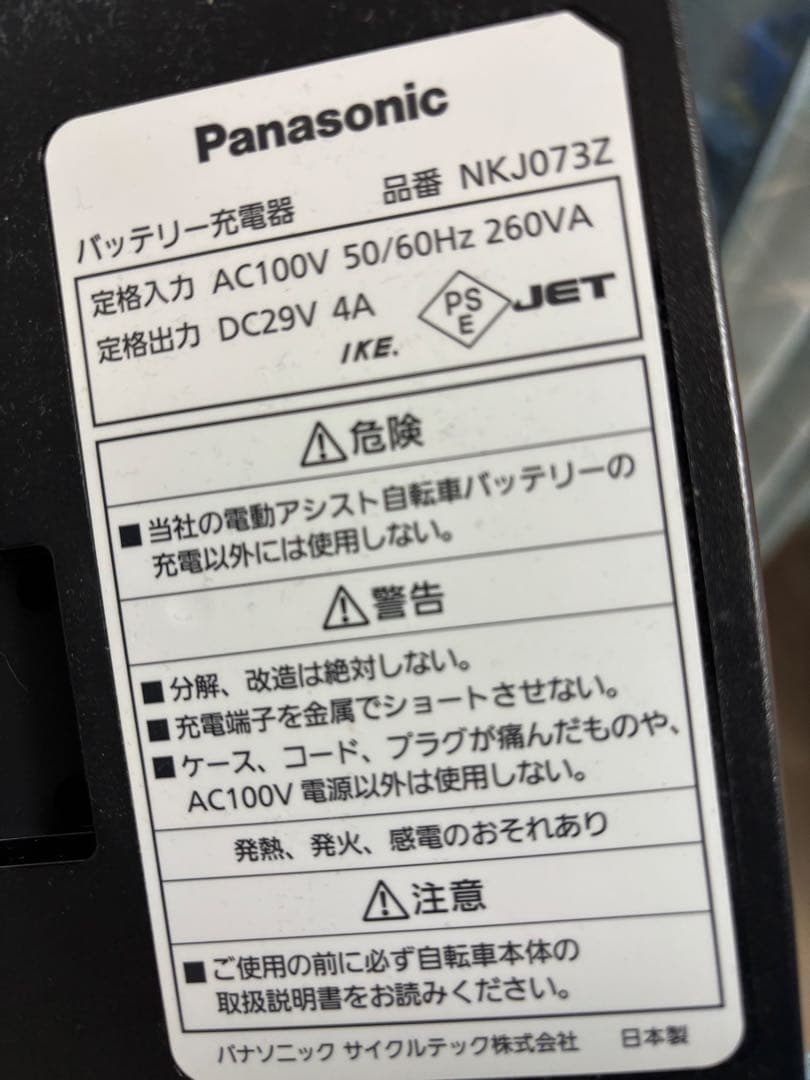 Panasonic
バッテリー充電器 品番 NKJ073Z
定格入力 AC100V 50/60Hz 260VA
定格出力 DC29V 4A
IKE.
PS
E
JET
危険
■当社の電動アシスト自転車バッテリーの
充電以外には使用しない。
警告
■分解、改造は絶対しない。
■充電端子を金属でショートさせない。
■ケース、コード、プラグが痛んだものや、
AC100V 電源以外は使用しない。
発熱、発火、感電のおそれあり
注意
■ご使用の前に必ず自転車本体の
取扱説明書をお読みください。
パナソニック サイクルテック株式会社 日本製